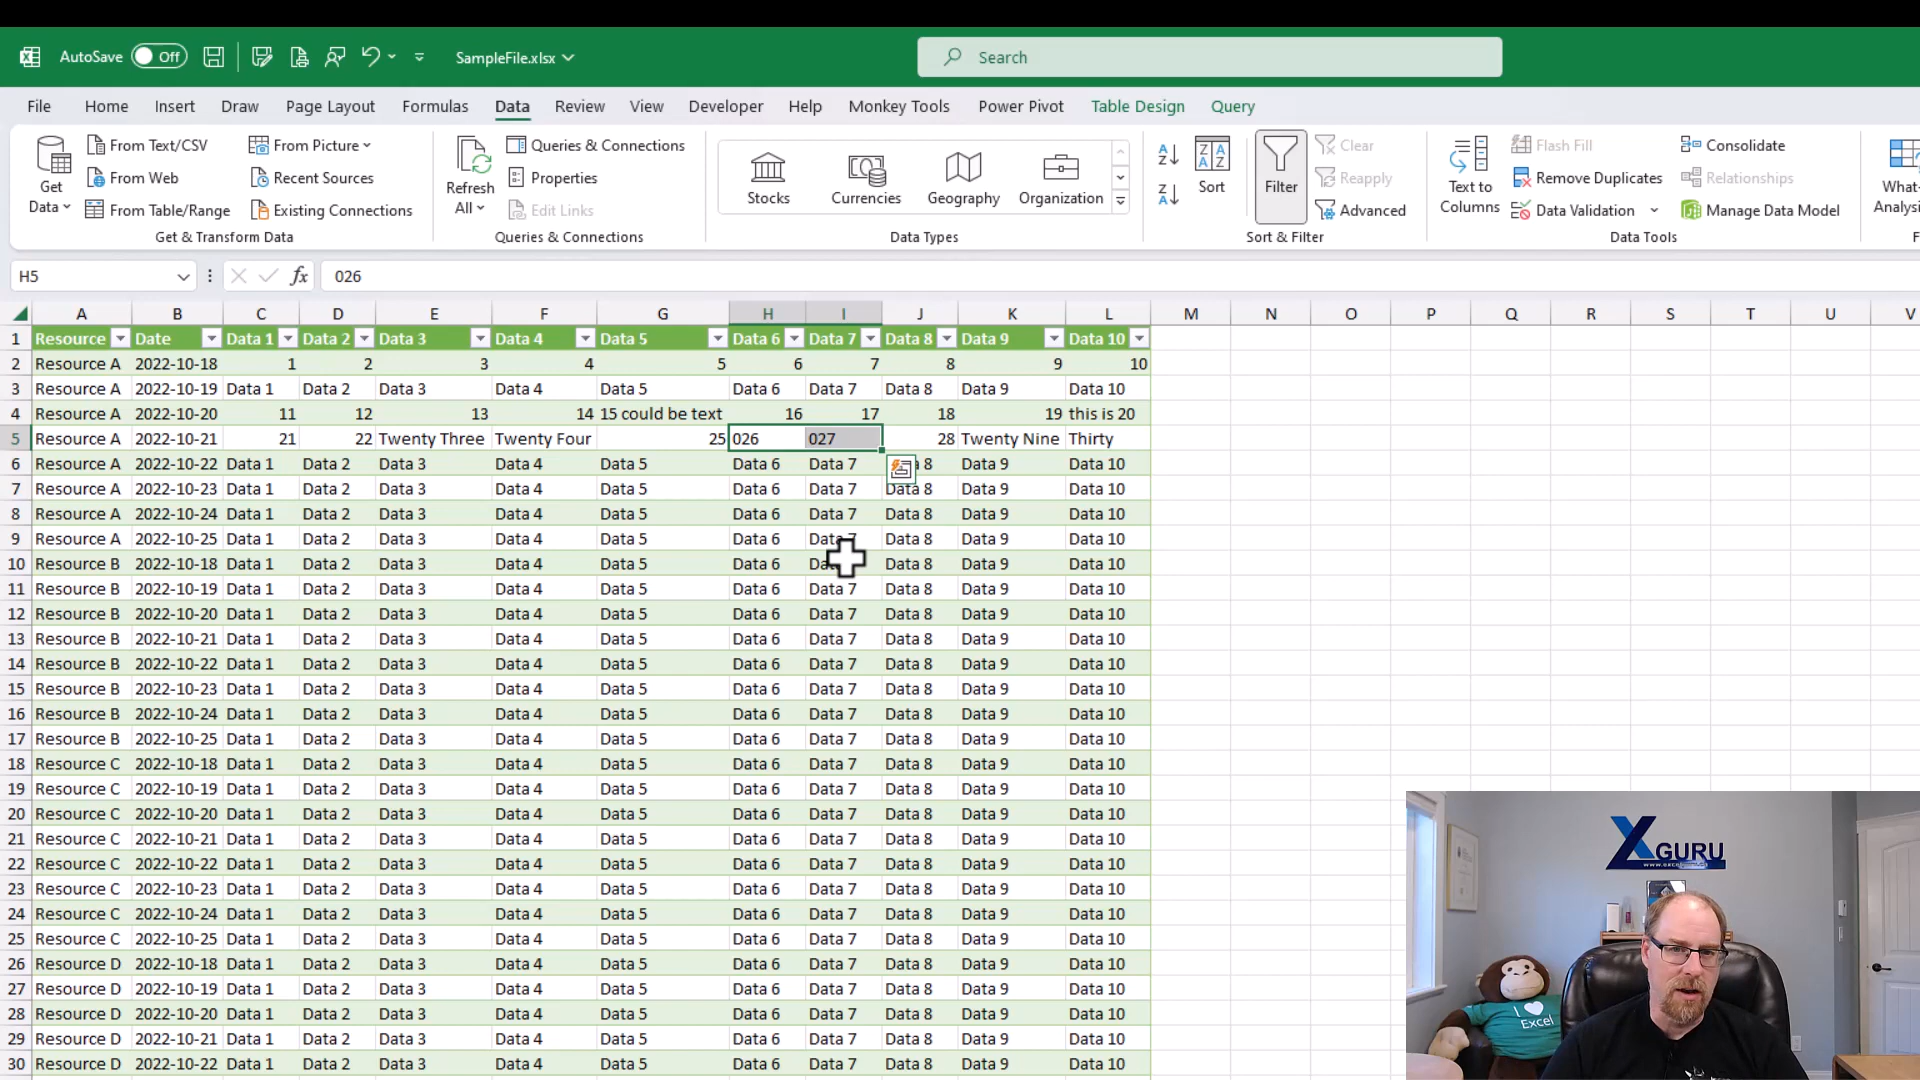 AutoSave Off SampleFile.xlsx Search
File Home Insert Draw Page Layout Formulas Data Review View Developer Help Monkey Tools Power Pivot Table Design Query
From Text/CSV From Picture Queries & Connections Clear Flash Fill Consolidate
Get Data From Web Recent Sources Refresh All Properties Stocks Currencies Geography Organization Sort Filter Reapply Text to Columns Remove Duplicates Relationships
From Table/Range Existing Connections Edit Links Advanced Data Validation Manage Data Model
Get & Transform Data Queries & Connections Data Types Sort & Filter Data Tools
H5 fx 026
A B C D E F G H I J K L M N O P Q R S T U V
1 Resource Date Data 1 Data 2 Data 3 Data 4 Data 5 Data 6 Data 7 Data 8 Data 9 Data 10
2 Resource A 2022-10-18 1 2 3 4 5 6 7 8 9 10
3 Resource A 2022-10-19 Data 1 Data 2 Data 3 Data 4 Data 5 Data 6 Data 7 Data 8 Data 9 Data 10
4 Resource A 2022-10-20 11 12 13 14 15 could be text 16 17 18 19 this is 20
5 Resource A 2022-10-21 21 22 Twenty Three Twenty Four 25 026 027 28 Twenty Nine Thirty
6 Resource A 2022-10-22 Data 1 Data 2 Data 3 Data 4 Data 5 Data 6 Data 7 8 Data 9 Data 10
7 Resource A 2022-10-23 Data 1 Data 2 Data 3 Data 4 Data 5 Data 6 Data 7 Data 8 Data 9 Data 10
8 Resource A 2022-10-24 Data 1 Data 2 Data 3 Data 4 Data 5 Data 6 Data 7 Data 8 Data 9 Data 10
9 Resource A 2022-10-25 Data 1 Data 2 Data 3 Data 4 Data 5 Data 6 Data 7 Data 8 Data 9 Data 10
10 Resource B 2022-10-18 Data 1 Data 2 Data 3 Data 4 Data 5 Data 6 Data 8 Data 9 Data 10
11 Resource B 2022-10-19 Data 1 Data 2 Data 3 Data 4 Data 5 Data 6 Data 7 Data 8 Data 9 Data 10
12 Resource B 2022-10-20 Data 1 Data 2 Data 3 Data 4 Data 5 Data 6 Data 7 Data 8 Data 9 Data 10
13 Resource B 2022-10-21 Data 1 Data 2 Data 3 Data 4 Data 5 Data 6 Data 7 Data 8 Data 9 Data 10
14 Resource B 2022-10-22 Data 1 Data 2 Data 3 Data 4 Data 5 Data 6 Data 7 Data 8 Data 9 Data 10
15 Resource B 2022-10-23 Data 1 Data 2 Data 3 Data 4 Data 5 Data 6 Data 7 Data 8 Data 9 Data 10
16 Resource B 2022-10-24 Data 1 Data 2 Data 3 Data 4 Data 5 Data 6 Data 7 Data 8 Data 9 Data 10
17 Resource B 2022-10-25 Data 1 Data 2 Data 3 Data 4 Data 5 Data 6 Data 7 Data 8 Data 9 Data 10
18 Resource C 2022-10-18 Data 1 Data 2 Data 3 Data 4 Data 5 Data 6 Data 7 Data 8 Data 9 Data 10
19 Resource C 2022-10-19 Data 1 Data 2 Data 3 Data 4 Data 5 Data 6 Data 7 Data 8 Data 9 Data 10
20 Resource C 2022-10-20 Data 1 Data 2 Data 3 Data 4 Data 5 Data 6 Data 7 Data 8 Data 9 Data 10
21 Resource C 2022-10-21 Data 1 Data 2 Data 3 Data 4 Data 5 Data 6 Data 7 Data 8 Data 9 Data 10
22 Resource C 2022-10-22 Data 1 Data 2 Data 3 Data 4 Data 5 Data 6 Data 7 Data 8 Data 9 Data 10
23 Resource C 2022-10-23 Data 1 Data 2 Data 3 Data 4 Data 5 Data 6 Data 7 Data 8 Data 9 Data 10
24 Resource C 2022-10-24 Data 1 Data 2 Data 3 Data 4 Data 5 Data 6 Data 7 Data 8 Data 9 Data 10
25 Resource C 2022-10-25 Data 1 Data 2 Data 3 Data 4 Data 5 Data 6 Data 7 Data 8 Data 9 Data 10
26 Resource D 2022-10-18 Data 1 Data 2 Data 3 Data 4 Data 5 Data 6 Data 7 Data 8 Data 9 Data 10
27 Resource D 2022-10-19 Data 1 Data 2 Data 3 Data 4 Data 5 Data 6 Data 7 Data 8 Data 9 Data 10
28 Resource D 2022-10-20 Data 1 Data 2 Data 3 Data 4 Data 5 Data 6 Data 7 Data 8 Data 9 Data 10
29 Resource D 2022-10-21 Data 1 Data 2 Data 3 Data 4 Data 5 Data 6 Data 7 Data 8 Data 9 Data 10
30 Resource D 2022-10-22 Data 1 Data 2 Data 3 Data 4 Data 5 Data 6 Data 7 Data 8 Data 9 Data 10
X GURU
I
Excel